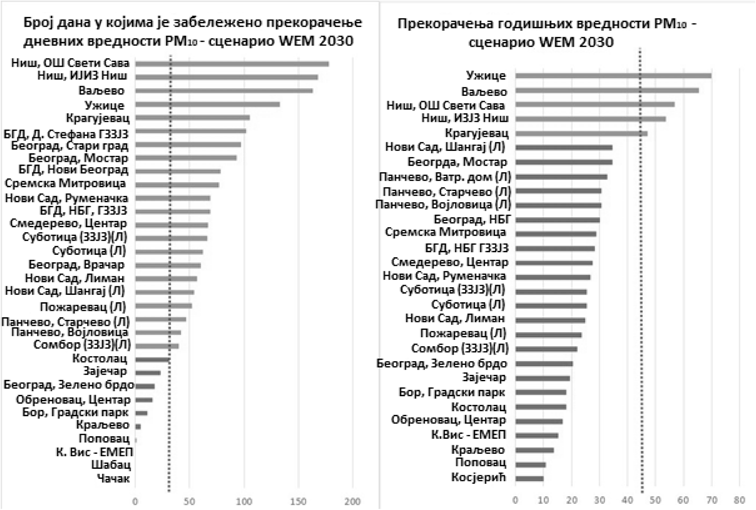 Број дана у којима је забележено прекорачење
дневних вредности PM10 - сценарио WEM 2030
Ниш, ОШ Свети Сава
Ниш, ИЈИЗ Ниш
Ваљево
Ужице
Крагујевац
БГД, Д. Стефана ГЗЗЈЗ
Београд, Стари град
Београд, Мостар
БГД, Нови Београд
Сремска Митровица
Нови Сад, Руменачка
БГД, НБГ, ГЗЗЈЗ
Смедерево, Центар
Суботица (ЗЗЈЗ)(Л)
Суботица (Л)
Београд, Врачар
Нови Сад, Лиман
Нови Сад, Шангај (Л)
Пожаревац (Л)
Панчево, Старчево (Л)
Панчево, Војловица
Сомбор (ЗЗЈЗ)(Л)
Костолац
Зајечар
Београд, Зелено брдо
Обреновац, Центар
Бор, Градски парк
Краљево
Поповац
К. Вис - ЕМЕП
Шабац
Чачак
0 50 100 150 200
Прекорачења годишњих вредности PM10 -
сценарио WEM 2030
Ужице
Ваљево
Ниш, ОШ Свети Сава
Ниш, ИЗЈЗ Ниш
Крагујевац
Нови Сад, Шангај (Л)
Беогрда, Мостар
Панчево, Ватр. дом (Л)
Панчево, Старчево (Л)
Панчево, Војловица (Л)
Београд, НБГ
Сремска Митровица
БГД, НБГ ГЗЗЈЗ
Смедерево, Центар
Нови Сад, Руменачка
Суботица (ЗЗЈЗ)(Л)
Суботица (Л)
Нови Сад, Лиман
Пожаревац (Л)
Сомбор (ЗЗЈЗ)(Л)
Београд, Зелено брдо
Зајечар
Бор, Градски парк
Костолац
Обреновац, Центар
К.Вис - ЕМЕП
Краљево
Поповац
Косјерић
0 10 20 30 40 50 60 70 80